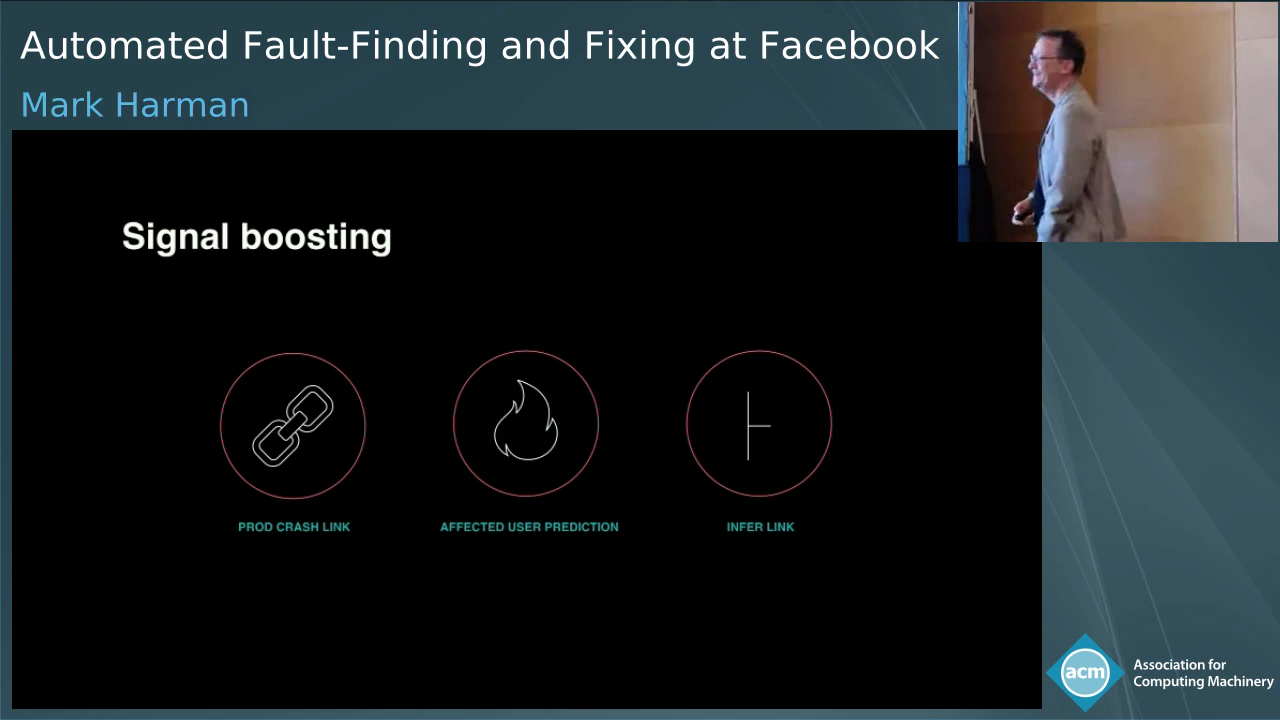 Automated Fault-Finding and Fixing at Facebook
Mark Harman
Signal boosting
PROD CRASH LINK
AFFECTED USER PREDICTION
INFER LINK
acm
Association for
Computing Machinery